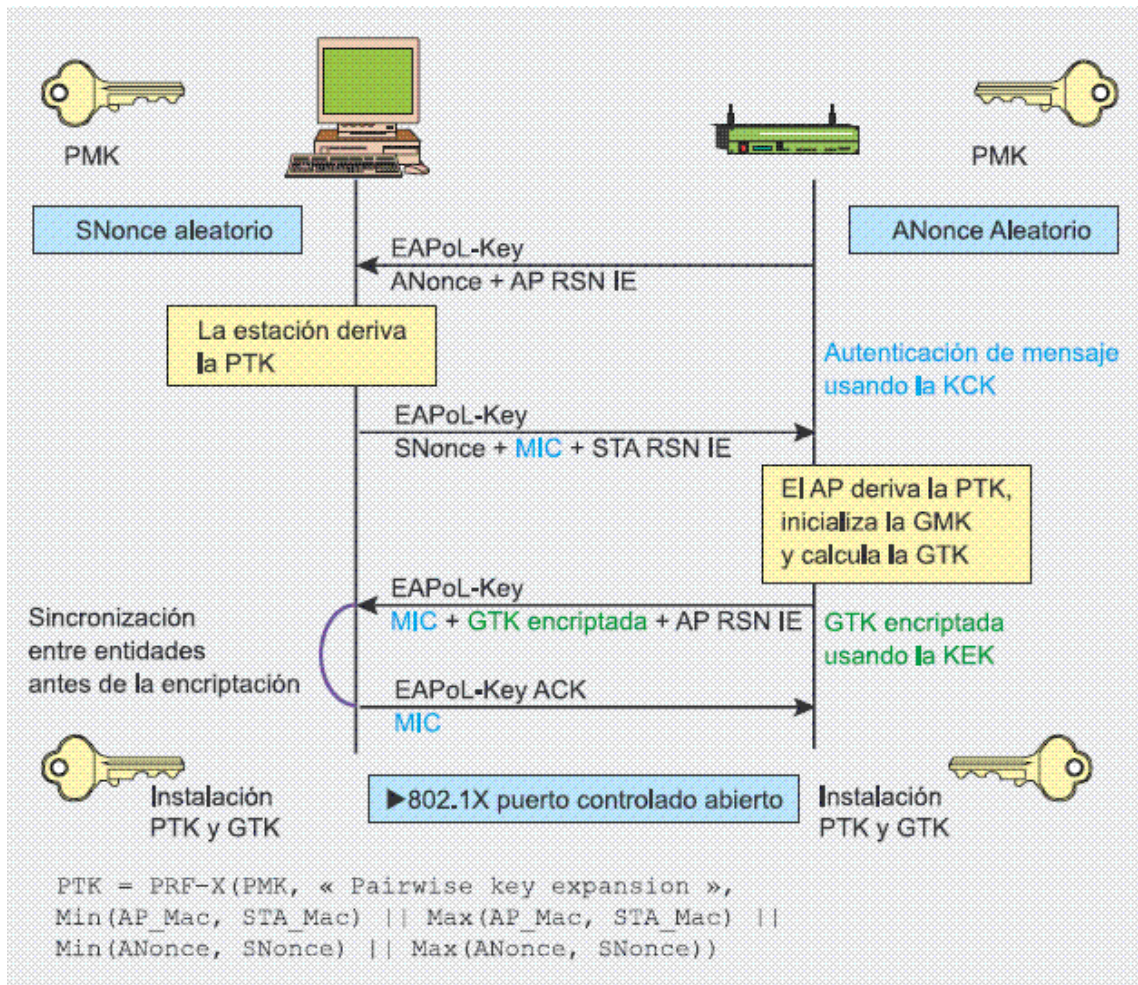 PMK
PMK
SNonce aleatorio
ANonce Aleatorio
EAPoL-Key
ANonce + AP RSN IE
La estación deriva
la PTK
Autenticación de mensaje
usando la KCK
EAPoL-Key
SNonce + MIC + STA RSN IE
El AP deriva la PTK,
inicializa la GMK
y calcula la GTK
EAPoL-Key
MIC + GTK encriptada + AP RSN IE
GTK encriptada
usando la KEK
Sincronización
entre entidades
antes de la encriptación
EAPoL-Key ACK
MIC
Instalación
PTK y GTK
▶802.1X puerto controlado abierto
Instalación
PTK y GTK
PTK = PRF-X(PMK, « Pairwise key expansion »,
Min(AP_Mac, STA_Mac) || Max(AP_Mac, STA_Mac) ||
Min(ANonce, SNonce) || Max(ANonce, SNonce))